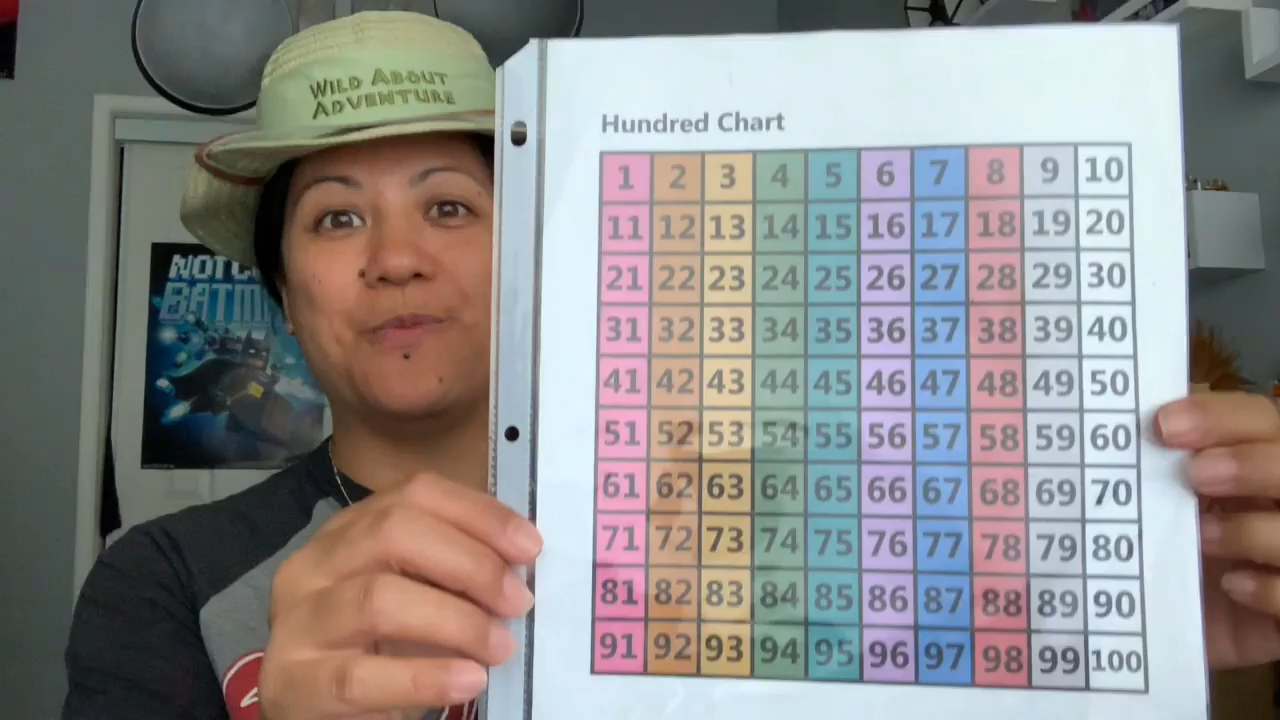 WILD ABOUT
ADVENTURE
Hundred Chart
1 2 3 4 5 6 7 8 9 10
11 12 13 14 15 16 17 18 19 20
21 22 23 24 25 26 27 28 29 30
31 32 33 34 35 36 37 38 39 40
41 42 43 44 45 46 47 48 49 50
51 52 53 54 55 56 57 58 59 60
61 62 63 64 65 66 67 68 69 70
71 72 73 74 75 76 77 78 79 80
81 82 83 84 85 86 87 88 89 90
91 92 93 94 95 96 97 98 99 100